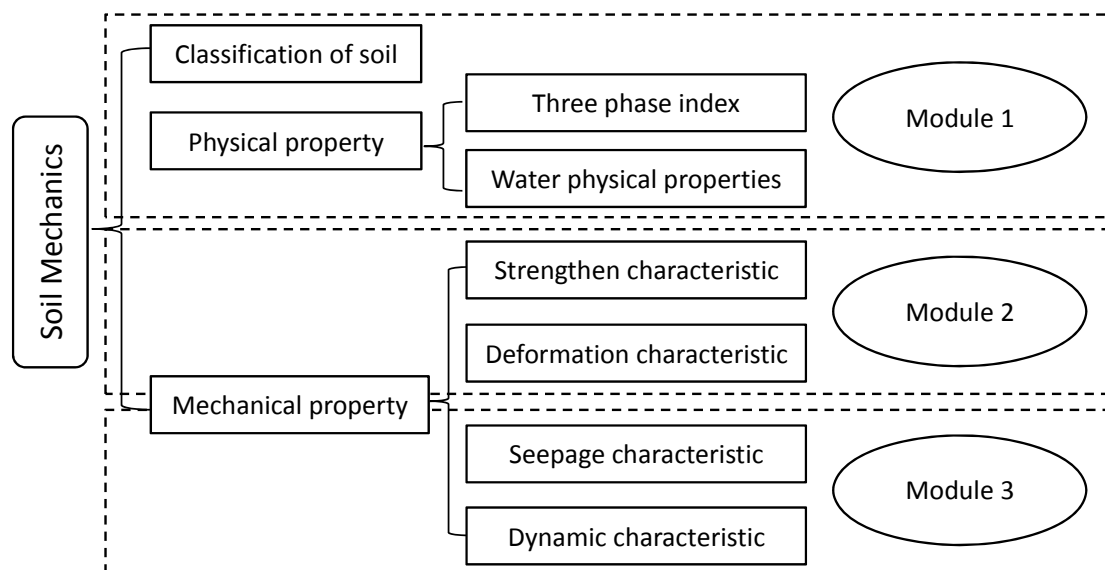 Soil Mechanics
Classification of soil
Physical property
Three phase index
Water physical properties
Module 1
Mechanical property
Strengthen characteristic
Deformation characteristic
Module 2
Seepage characteristic
Dynamic characteristic
Module 3